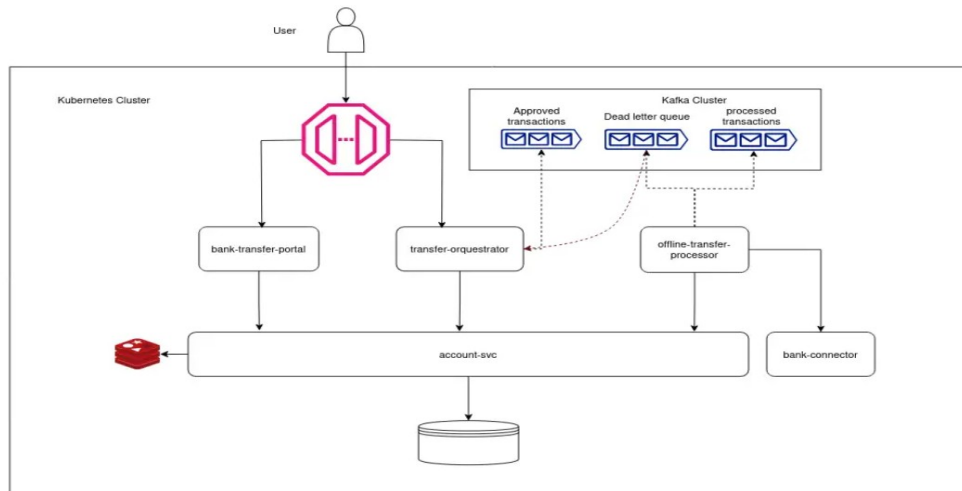 User
Kubernetes Cluster
Kafka Cluster
Approved
transactions
Dead letter queue
processed
transactions
bank-transfer-portal
transfer-orquestrator
offline-transfer-
processor
account-svc
bank-connector